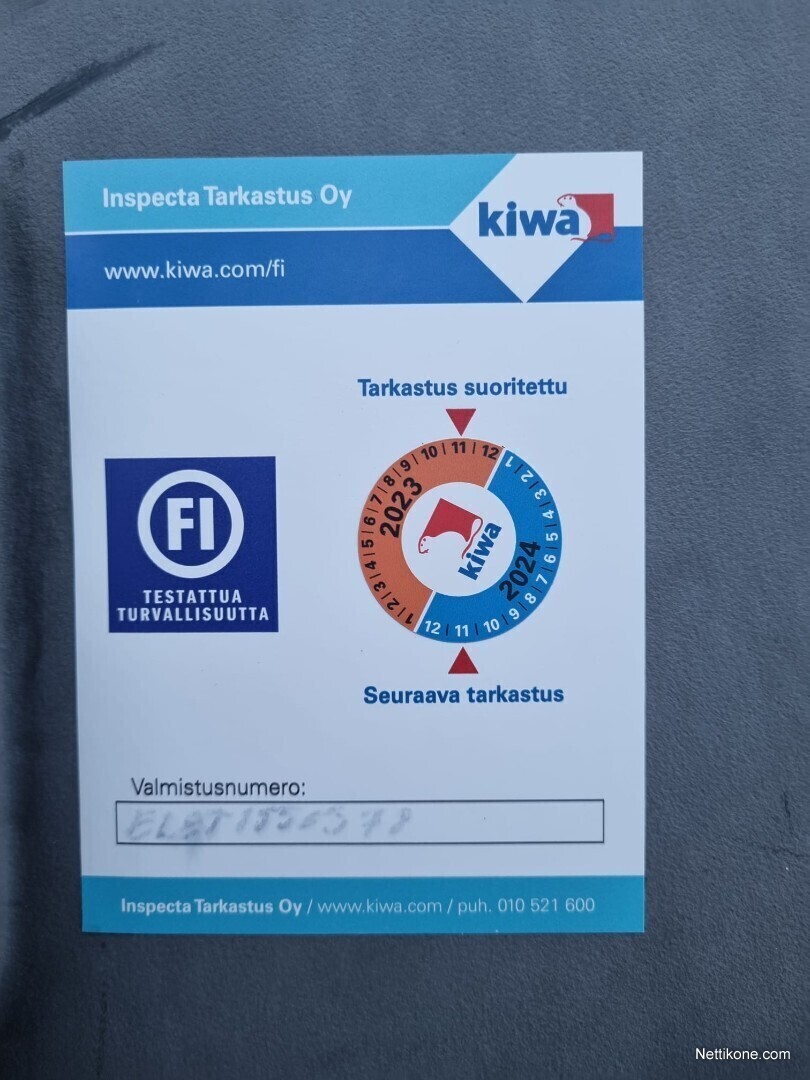 Inspecta Tarkastus Oy
kiwa
www.kiwa.com/fi
Tarkastus suoritettu
1 | 2 | 3 | 4 | 5 | 6 | 7 | 8 | 9 | 10 | 11 | 12
2023
1 | 2 | 3 | 4 | 5 | 6 | 7 | 8 | 9 | 10 | 11 | 12
2024
kiwa
FI
TESTATTUA
TURVALLISUUTTA
Seuraava tarkastus
Valmistusnumero:
Inspecta Tarkastus Oy / www.kiwa.com / puh. 010 521 600
Nettikone.com